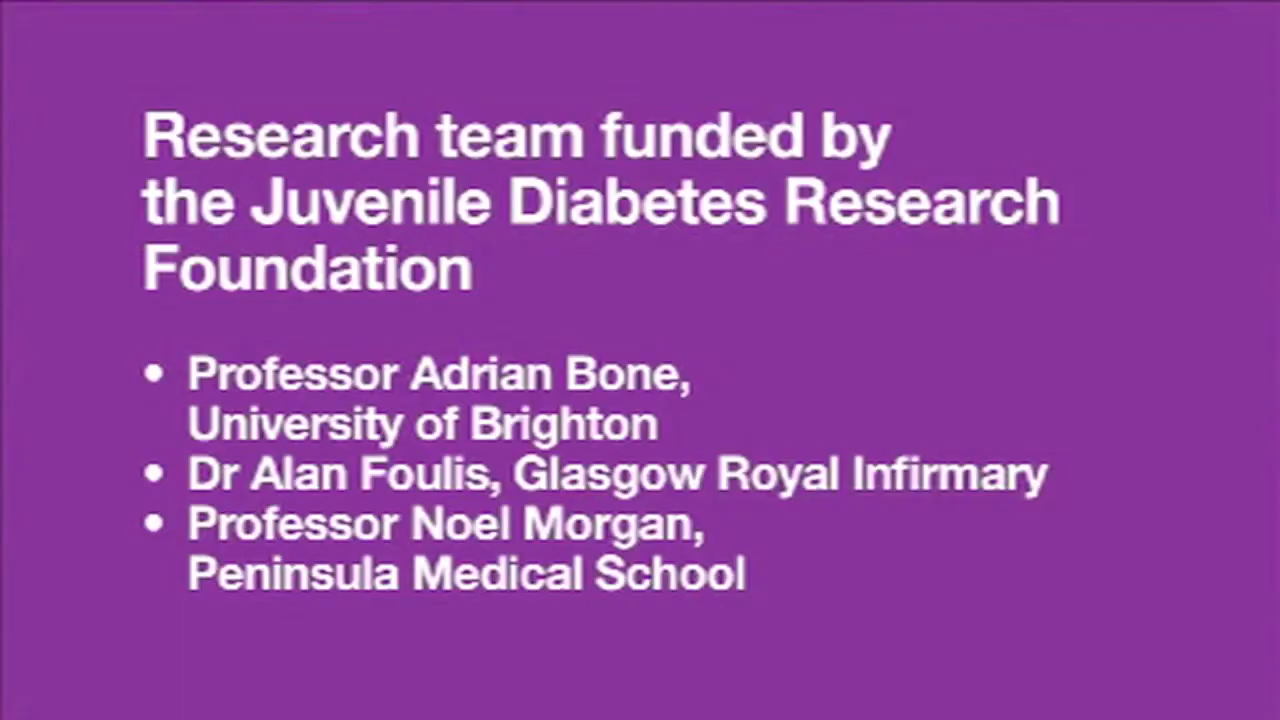 Research team funded by
the Juvenile Diabetes Research
Foundation
• Professor Adrian Bone,
University of Brighton
• Dr Alan Foulis, Glasgow Royal Infirmary
• Professor Noel Morgan,
Peninsula Medical School